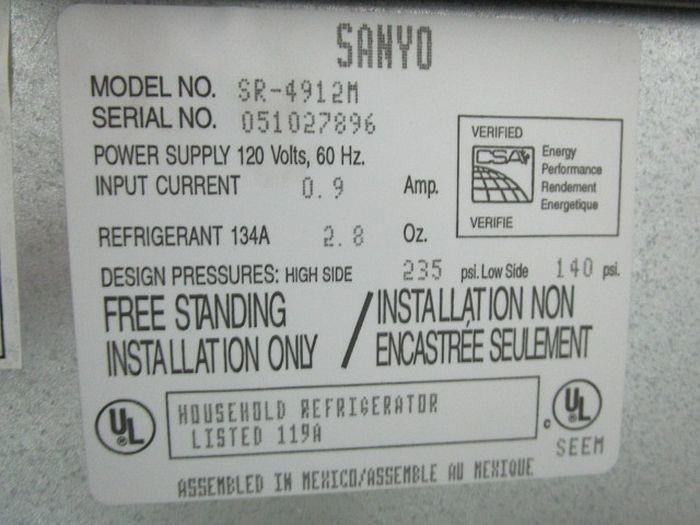 SANYO
MODEL NO. SR-4912M
SERIAL NO. 051027896
POWER SUPPLY 120 Volts, 60 Hz.
INPUT CURRENT 0.9 Amp.
REFRIGERANT 134A 2.8 Oz.
VERIFIED
CSA
Energy
Performance
Rendement
Energetique
VERIFIE
DESIGN PRESSURES: HIGH SIDE 235 psi. Low Side 140 psi.
FREE STANDING / INSTALLATION NON
INSTALLATION ONLY ENCASTRÉE SEULEMENT
UL ®
HOUSEHOLD REFRIGERATOR
LISTED 119A
c UL ®
SEEM
ASSEMBLED IN MEXICO/ASSEMBLE AU MEXIQUE